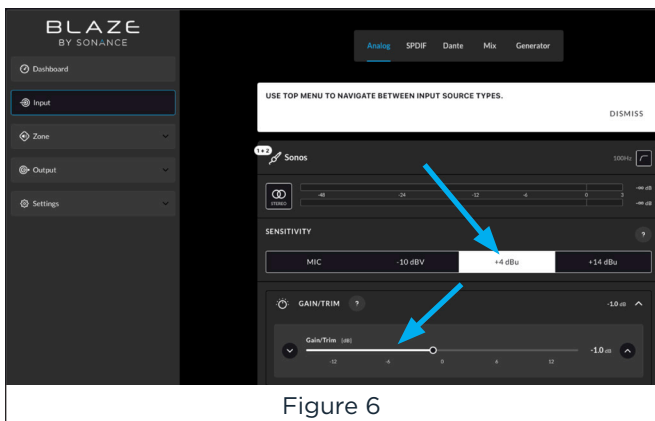 BLAZE
BY SONANCE
Analog SPDIF Dante Mix Generator
Dashboard
Input
Zone
Output
Settings
USE TOP MENU TO NAVIGATE BETWEEN INPUT SOURCE TYPES.
DISMISS
1+2 Sonos 100Hz
STEREO
-48 -24 -12 -6 0 3
-∞ dB
-∞ dB
SENSITIVITY ?
MIC -10 dBV +4 dBu +14 dBu
GAIN/TRIM ? -1.0 dB
Gain/Trim [dB]
-1.0 dB
-12 -6 0 6 12
Figure 6